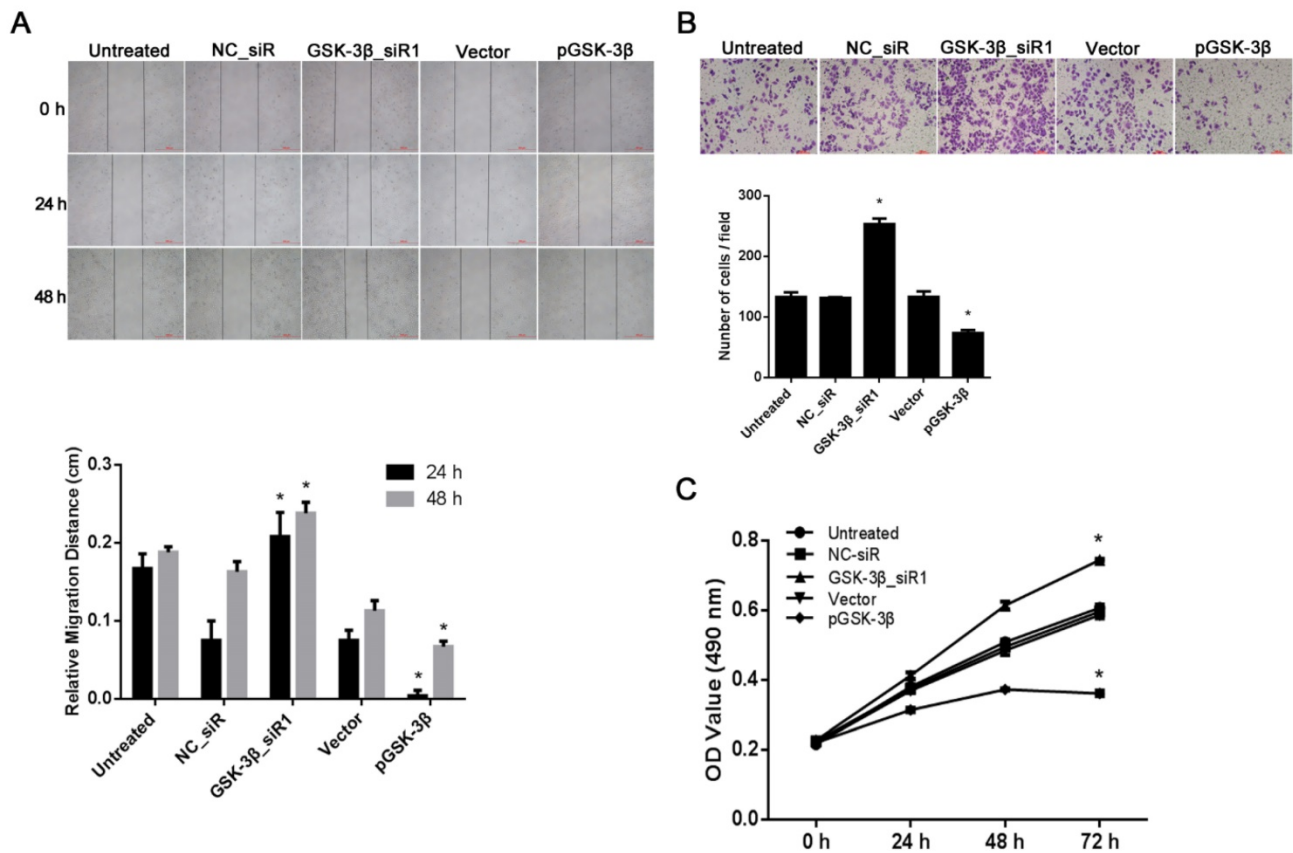 A
Untreated NC_siR GSK-3β_siR1 Vector pGSK-3β
0 h
24 h
48 h
Relative Migration Distance (cm)
0.3
0.2
0.1
0.0
24 h
48 h
* * * *
Untreated NC_siR GSK-3β_siR1 Vector pGSK-3β
B
Untreated NC_siR GSK-3β_siR1 Vector pGSK-3β
Number of cells / field
300
200
100
0
* *
Untreated NC_siR GSK-3β_siR1 Vector pGSK-3β
C
Untreated
NC-siR
GSK-3β_siR1
Vector
pGSK-3β
OD Value (490 nm)
0.8
0.6
0.4
0.2
0.0
*
*
0 h 24 h 48 h 72 h